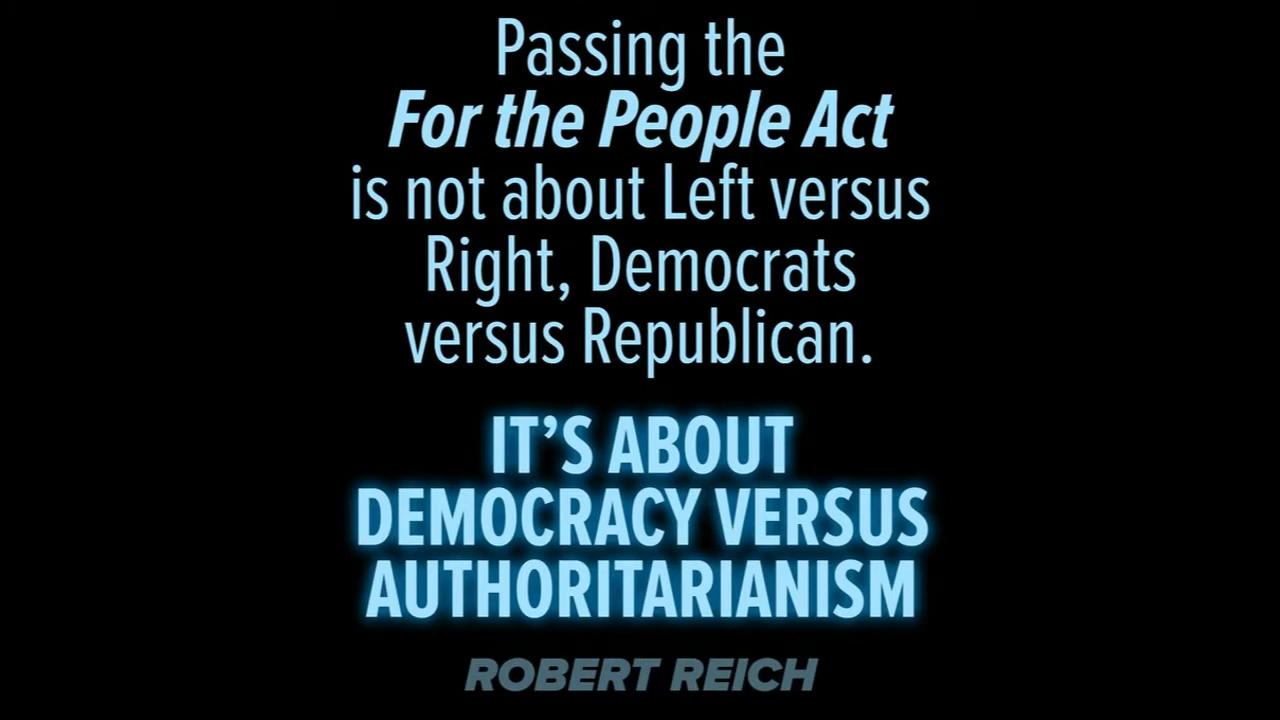 Passing the
For the People Act
is not about Left versus
Right, Democrats
versus Republican.
IT’S ABOUT
DEMOCRACY VERSUS
AUTHORITARIANISM
ROBERT REICH